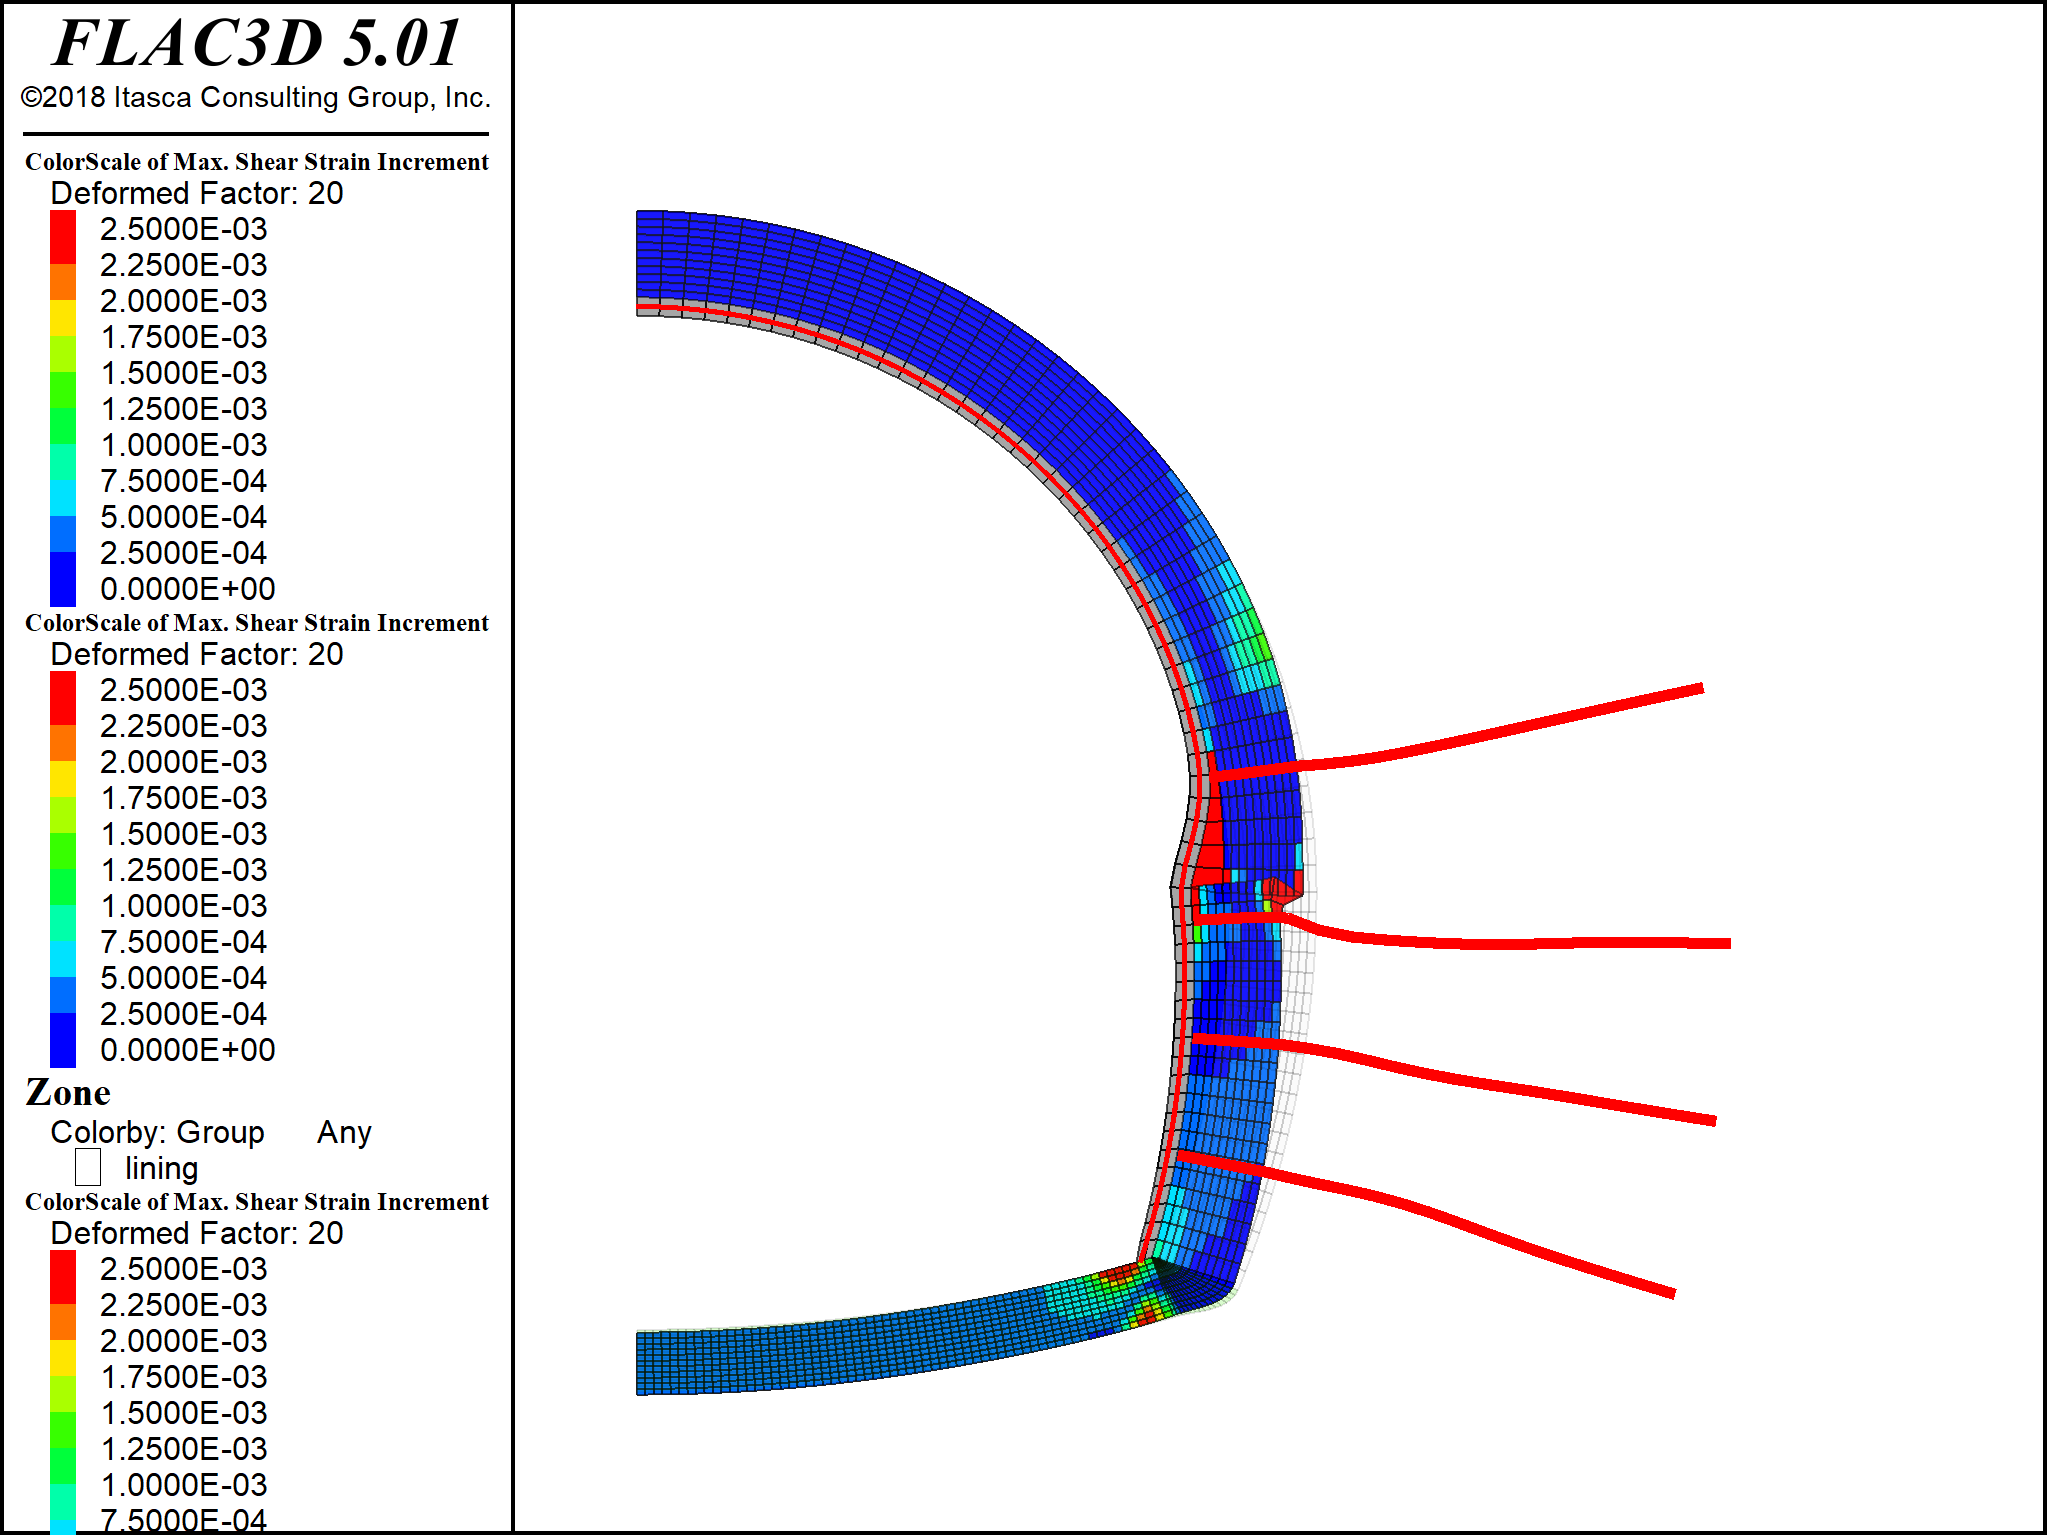 FLAC3D 5.01
©2018 Itasca Consulting Group, Inc.
ColorScale of Max. Shear Strain Increment
Deformed Factor: 20
2.5000E-03
2.2500E-03
2.0000E-03
1.7500E-03
1.5000E-03
1.2500E-03
1.0000E-03
7.5000E-04
5.0000E-04
2.5000E-04
0.0000E+00
ColorScale of Max. Shear Strain Increment
Deformed Factor: 20
2.5000E-03
2.2500E-03
2.0000E-03
1.7500E-03
1.5000E-03
1.2500E-03
1.0000E-03
7.5000E-04
5.0000E-04
2.5000E-04
0.0000E+00
Zone
Colorby: Group Any
lining
ColorScale of Max. Shear Strain Increment
Deformed Factor: 20
2.5000E-03
2.2500E-03
2.0000E-03
1.7500E-03
1.5000E-03
1.2500E-03
1.0000E-03
7.5000E-04